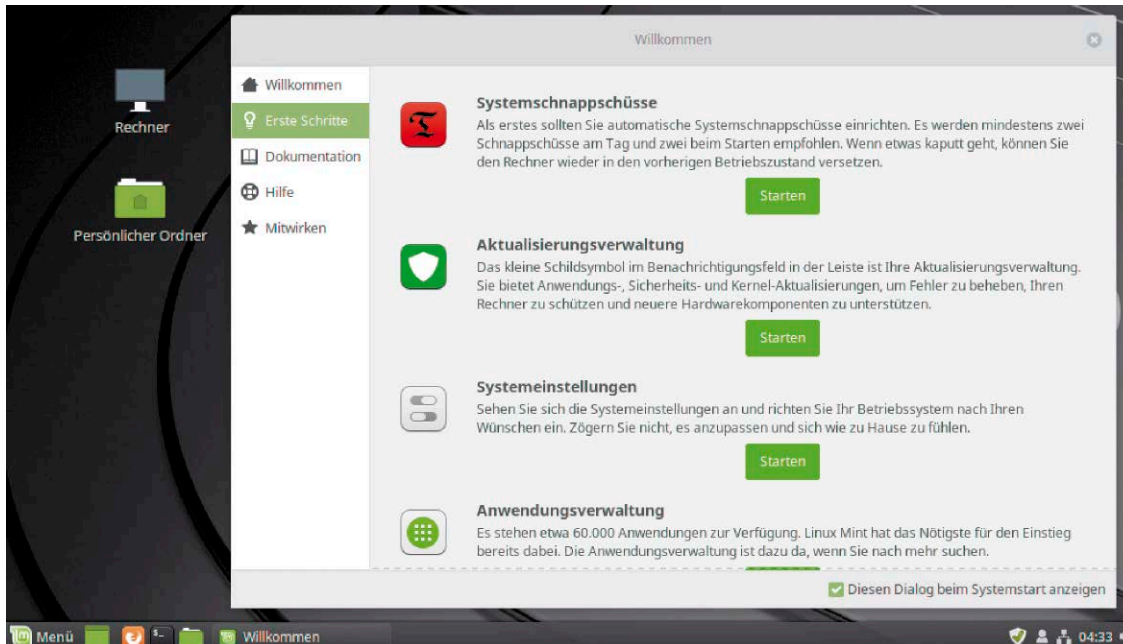 Willkommen
Rechner
Persönlicher Ordner
Willkommen
Erste Schritte
Dokumentation
Hilfe
Mitwirken
Systemschnappschüsse
Als erstes sollten Sie automatische Systemschnappschüsse einrichten. Es werden mindestens zwei
Schnappschüsse am Tag und zwei beim Starten empfohlen. Wenn etwas kaputt geht, können Sie
den Rechner wieder in den vorherigen Betriebszustand versetzen.
Starten
Aktualisierungsverwaltung
Das kleine Schildsymbol im Benachrichtigungsfeld in der Leiste ist Ihre Aktualisierungsverwaltung.
Sie bietet Anwendungs-, Sicherheits- und Kernel-Aktualisierungen, um Fehler zu beheben, Ihren
Rechner zu schützen und neuere Hardwarekomponenten zu unterstützen.
Starten
Systemeinstellungen
Sehen Sie sich die Systemeinstellungen an und richten Sie Ihr Betriebssystem nach Ihren
Wünschen ein. Zögern Sie nicht, es anzupassen und sich wie zu Hause zu fühlen.
Starten
Anwendungsverwaltung
Es stehen etwa 60.000 Anwendungen zur Verfügung. Linux Mint hat das Nötigste für den Einstieg
bereits dabei. Die Anwendungsverwaltung ist dazu da, wenn Sie nach mehr suchen.
Diesen Dialog beim Systemstart anzeigen
Menü
Willkommen
04:33